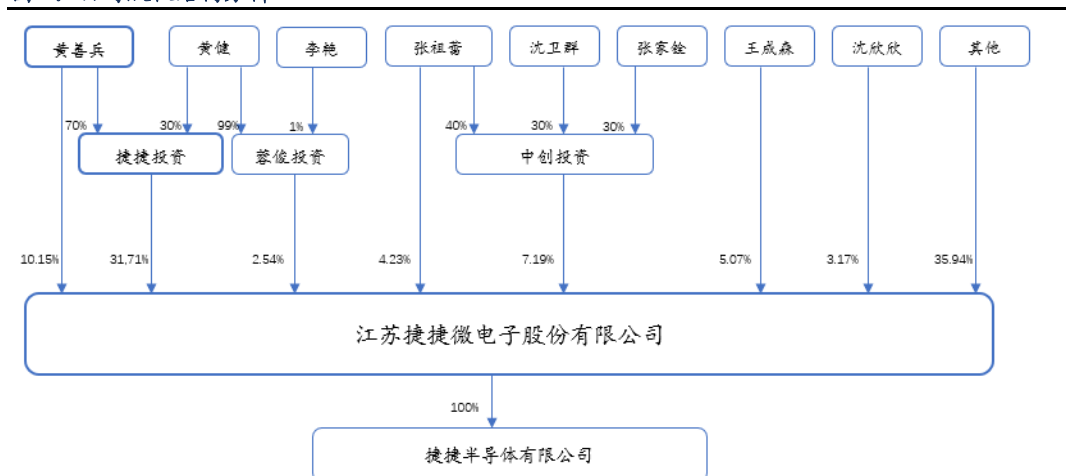 黄善兵 黄健 李艳 张祖蕾 沈卫群 张家铨 王成森 沈欣欣 其他
70% 30% 99% 1% 40% 30% 30%
捷捷投资 蓉俊投资 中创投资
10.15% 31,71% 2.54% 4.23% 7.19% 5.07% 3.17% 35.94%
江苏捷捷微电子股份有限公司
100%
捷捷半导体有限公司